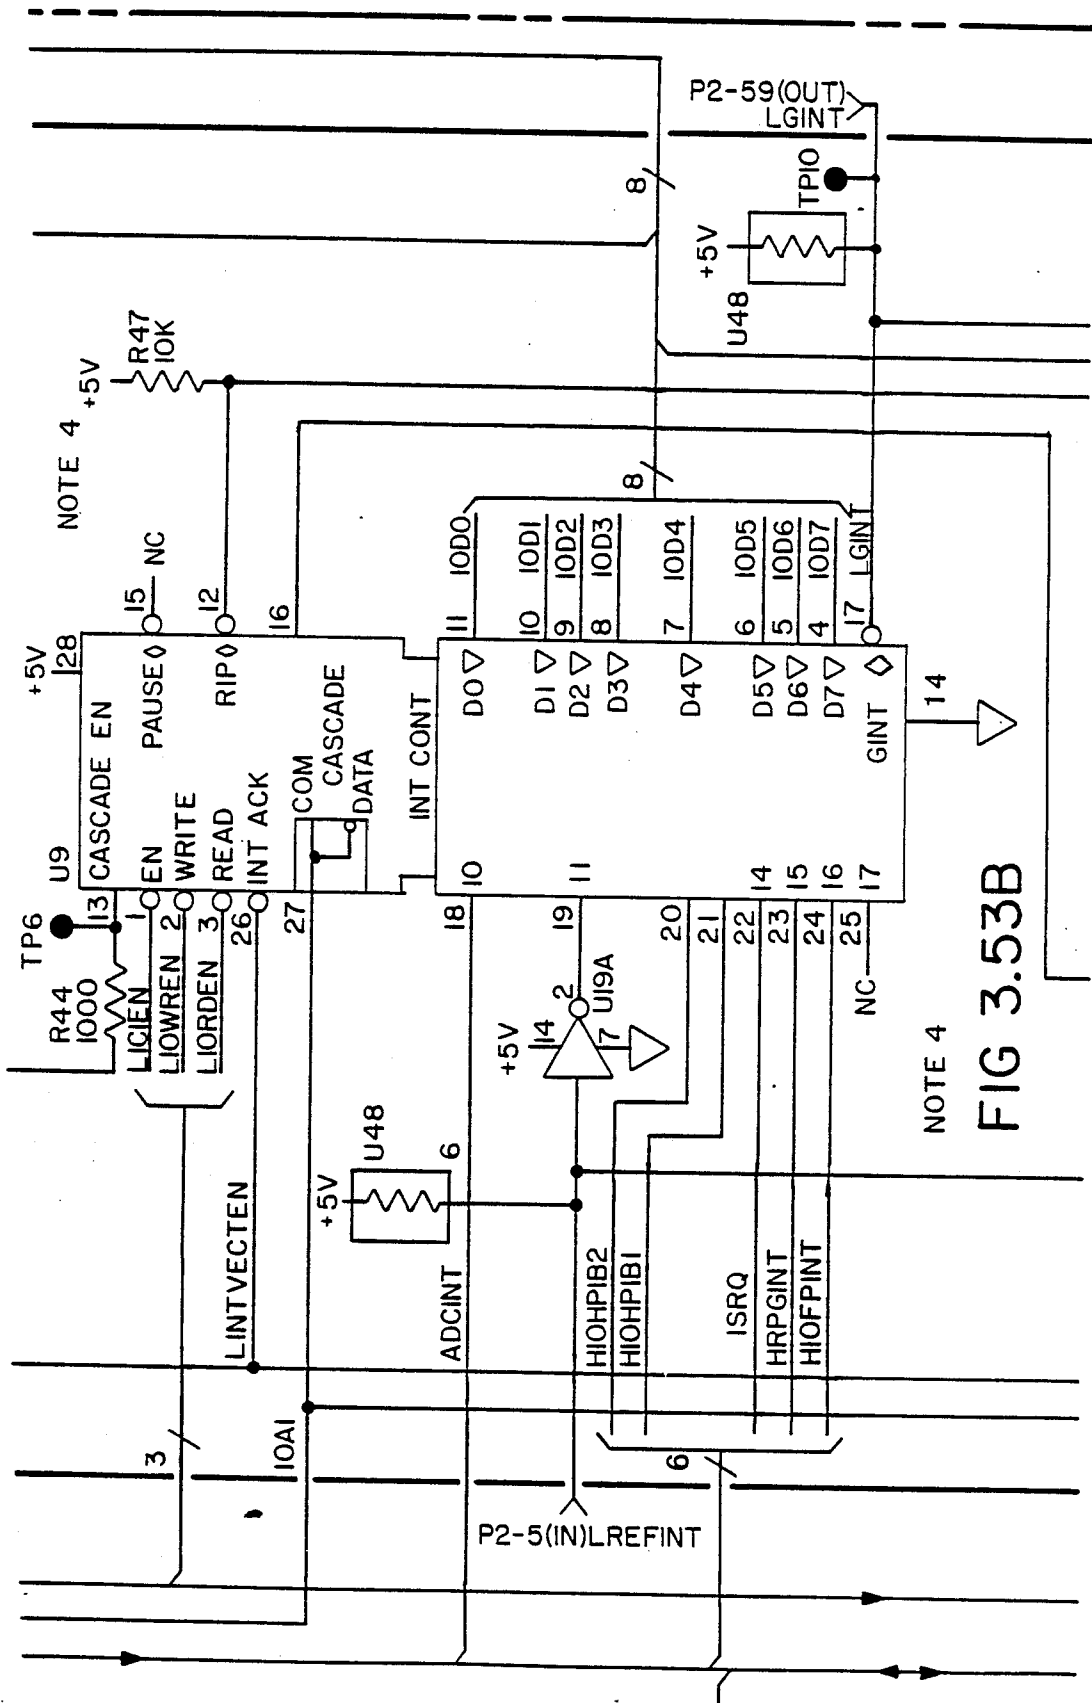 P2-59(OUT)
LGINT
TP10
8
+5V
U48
R47
10K
+5V
NOTE 4
8
NC
15
12
16
+5V
28
U9
CASCADE EN
PAUSE
RIP
EN
WRITE
READ
INT ACK
COM
CASCADE
DATA
INT CONT
13
TP6
R44
1000
1
2
3
26
27
LICIEN
LIOWREN
LIORDEN
11
10
9
8
7
6
5
4
17
IOD0
IOD1
IOD2
IOD3
IOD4
IOD5
IOD6
IOD7
LGINT
D0
D1
D2
D3
D4
D5
D6
D7
GINT
14
10
11
14
15
16
17
18
19
20
21
22
23
24
25
NC
2
U19A
+5V
14
7
NOTE 4
FIG 3.53B
+5V
U48
6
LINTVECTEN
ADCINT
HIOHPIB2
HIOHPIB1
ISRQ
HRPGINT
HIOFPINT
3
IOA1
6
P2-5(IN)LREFINT